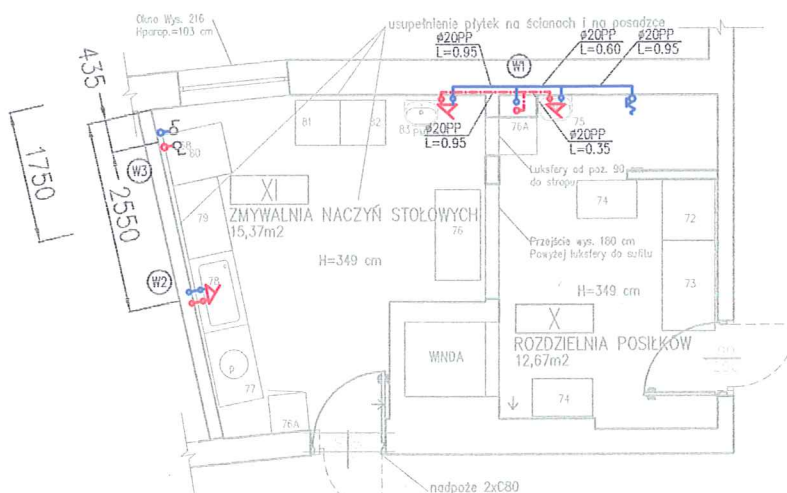 Okno Wys. 216
Hparap.=103 cm
usupełnienie płytek na ścianach i na posadzce
ø20PP
L=0.95
ø20PP
L=0.60
ø20PP
L=0.95
W1
435
1750
2550
W3
W2
60
81
82
83
76A
75
ø20PP
L=0.95
ø20PP
L=0.35
Luksfery od poz. 90 cm
do stropu
79
XI
ZMYWALNIA NACZYŃ STOŁOWYCH
15,37m2
H=349 cm
76
74
72
Przejście wys. 180 cm
Powyżej luksfery do sufitu
78
H=349 cm
73
X
ROZDZIELNIA POSIŁKÓW
12,67m2
WINDA
P
77
76A
74
nadpoże 2xC80